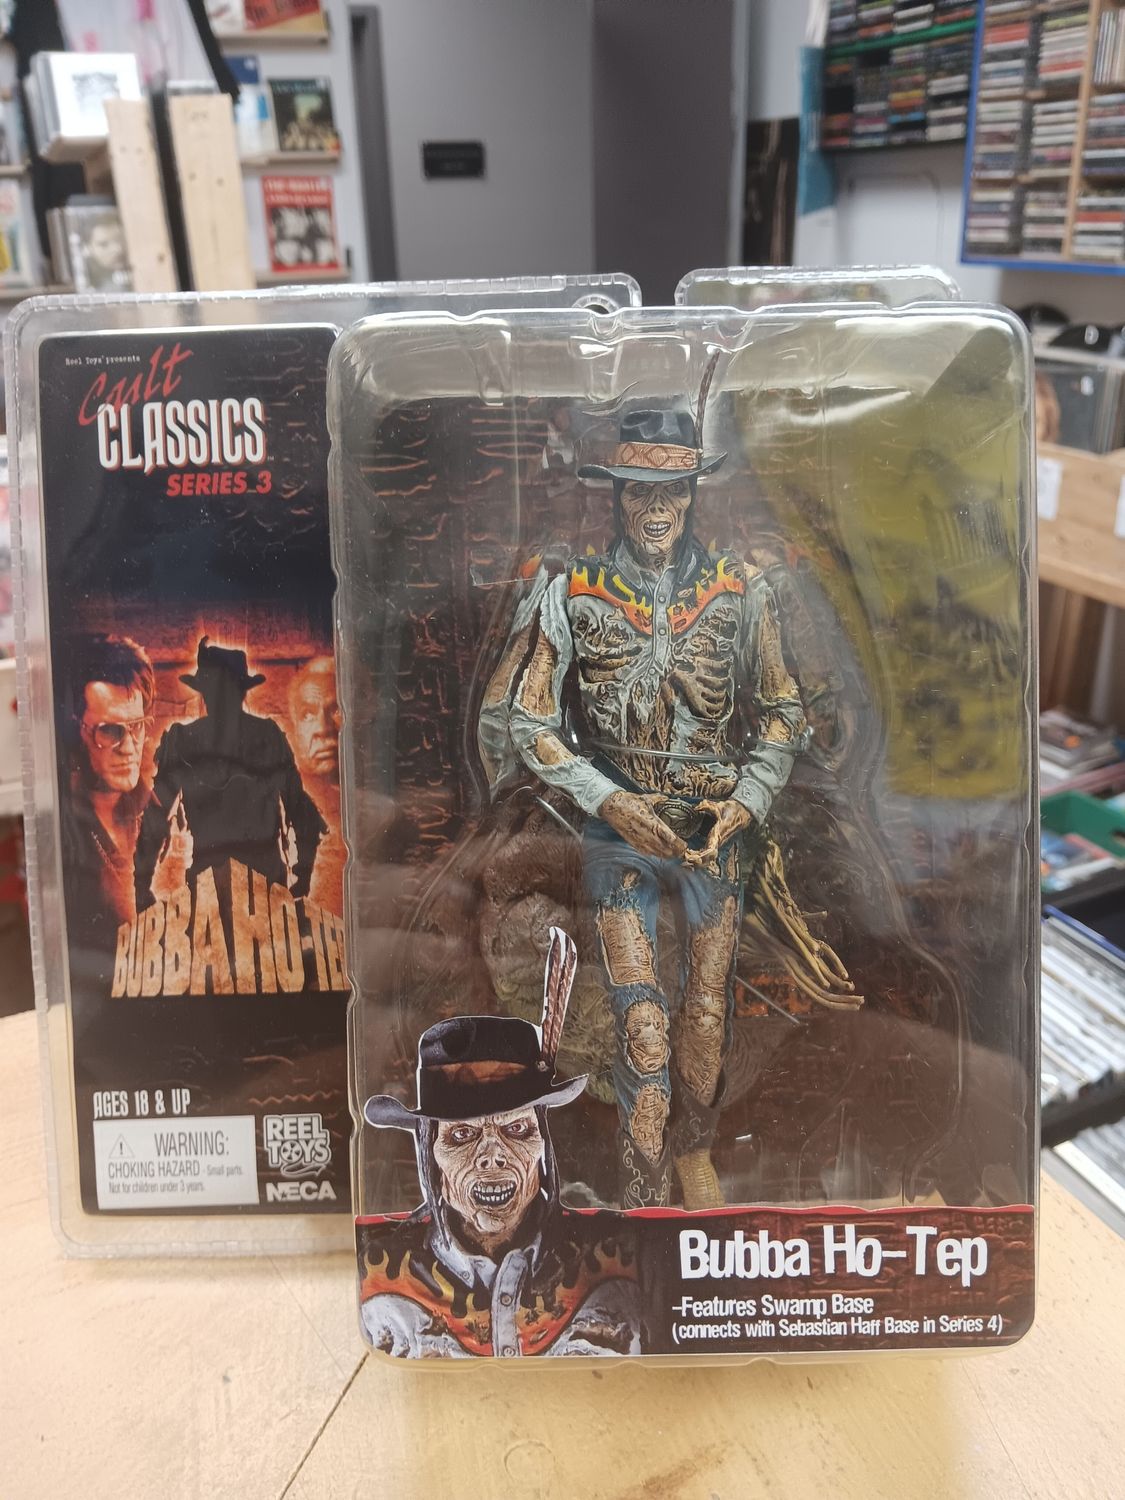 Reel Toys presents
Cult
CLASSICS
SERIES 3
BUBBA HO-TE
AGES 18 & UP
WARNING:
CHOKING HAZARD - Small parts.
Not for children under 3 years.
REEL
TOYS
NECA
Bubba Ho-Tep
-Features Swamp Base
(connects with Sebastian Haff Base in Series 4)